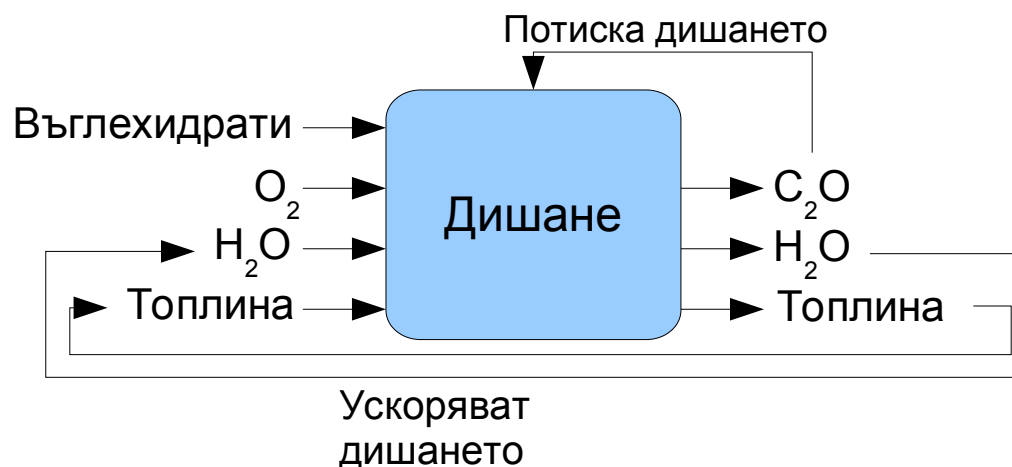 Потиска дишането
Въглехидрати
O₂
H₂O
Топлина
Дишане
C₂O
H₂O
Топлина
Ускоряват
дишането